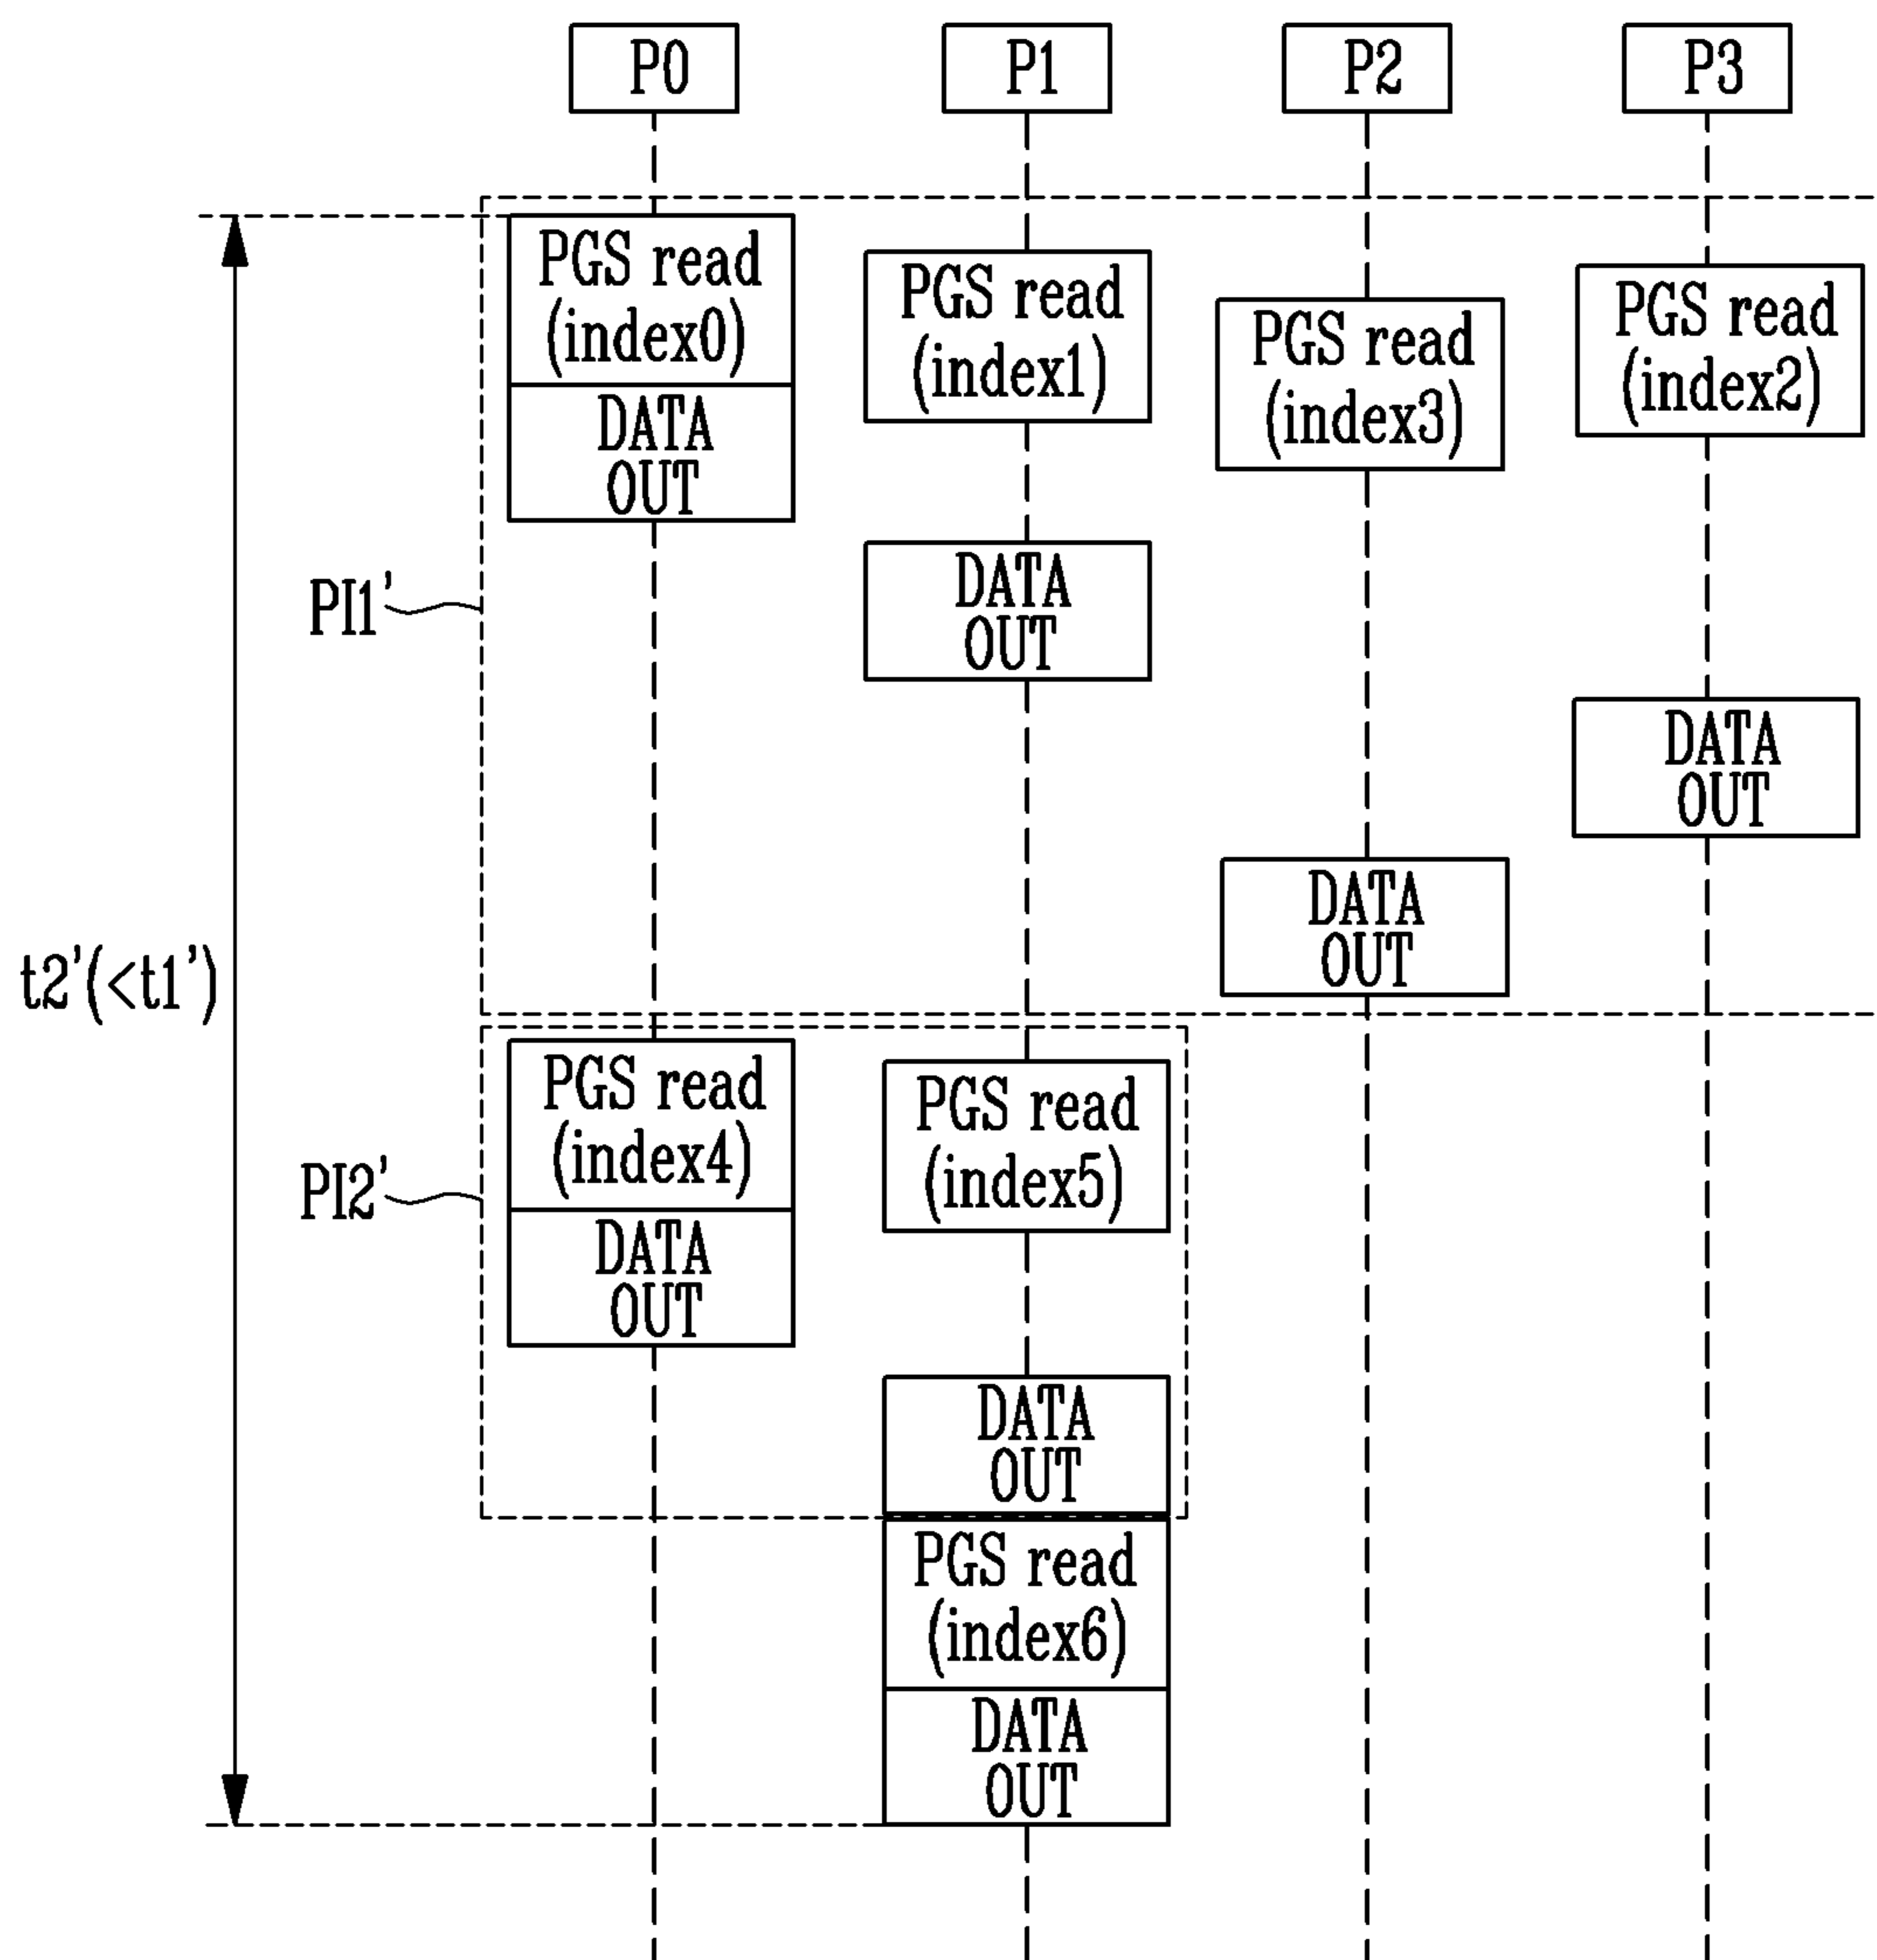 P0
P1
P2
P3
PGS read
(index0)
DATA
OUT
PGS read
(index1)
PGS read
(index3)
PGS read
(index2)
DATA
OUT
PI1'
DATA
OUT
DATA
OUT
t2'(<t1')
PGS read
(index4)
DATA
OUT
PGS read
(index5)
PI2'
DATA
OUT
PGS read
(index6)
DATA
OUT